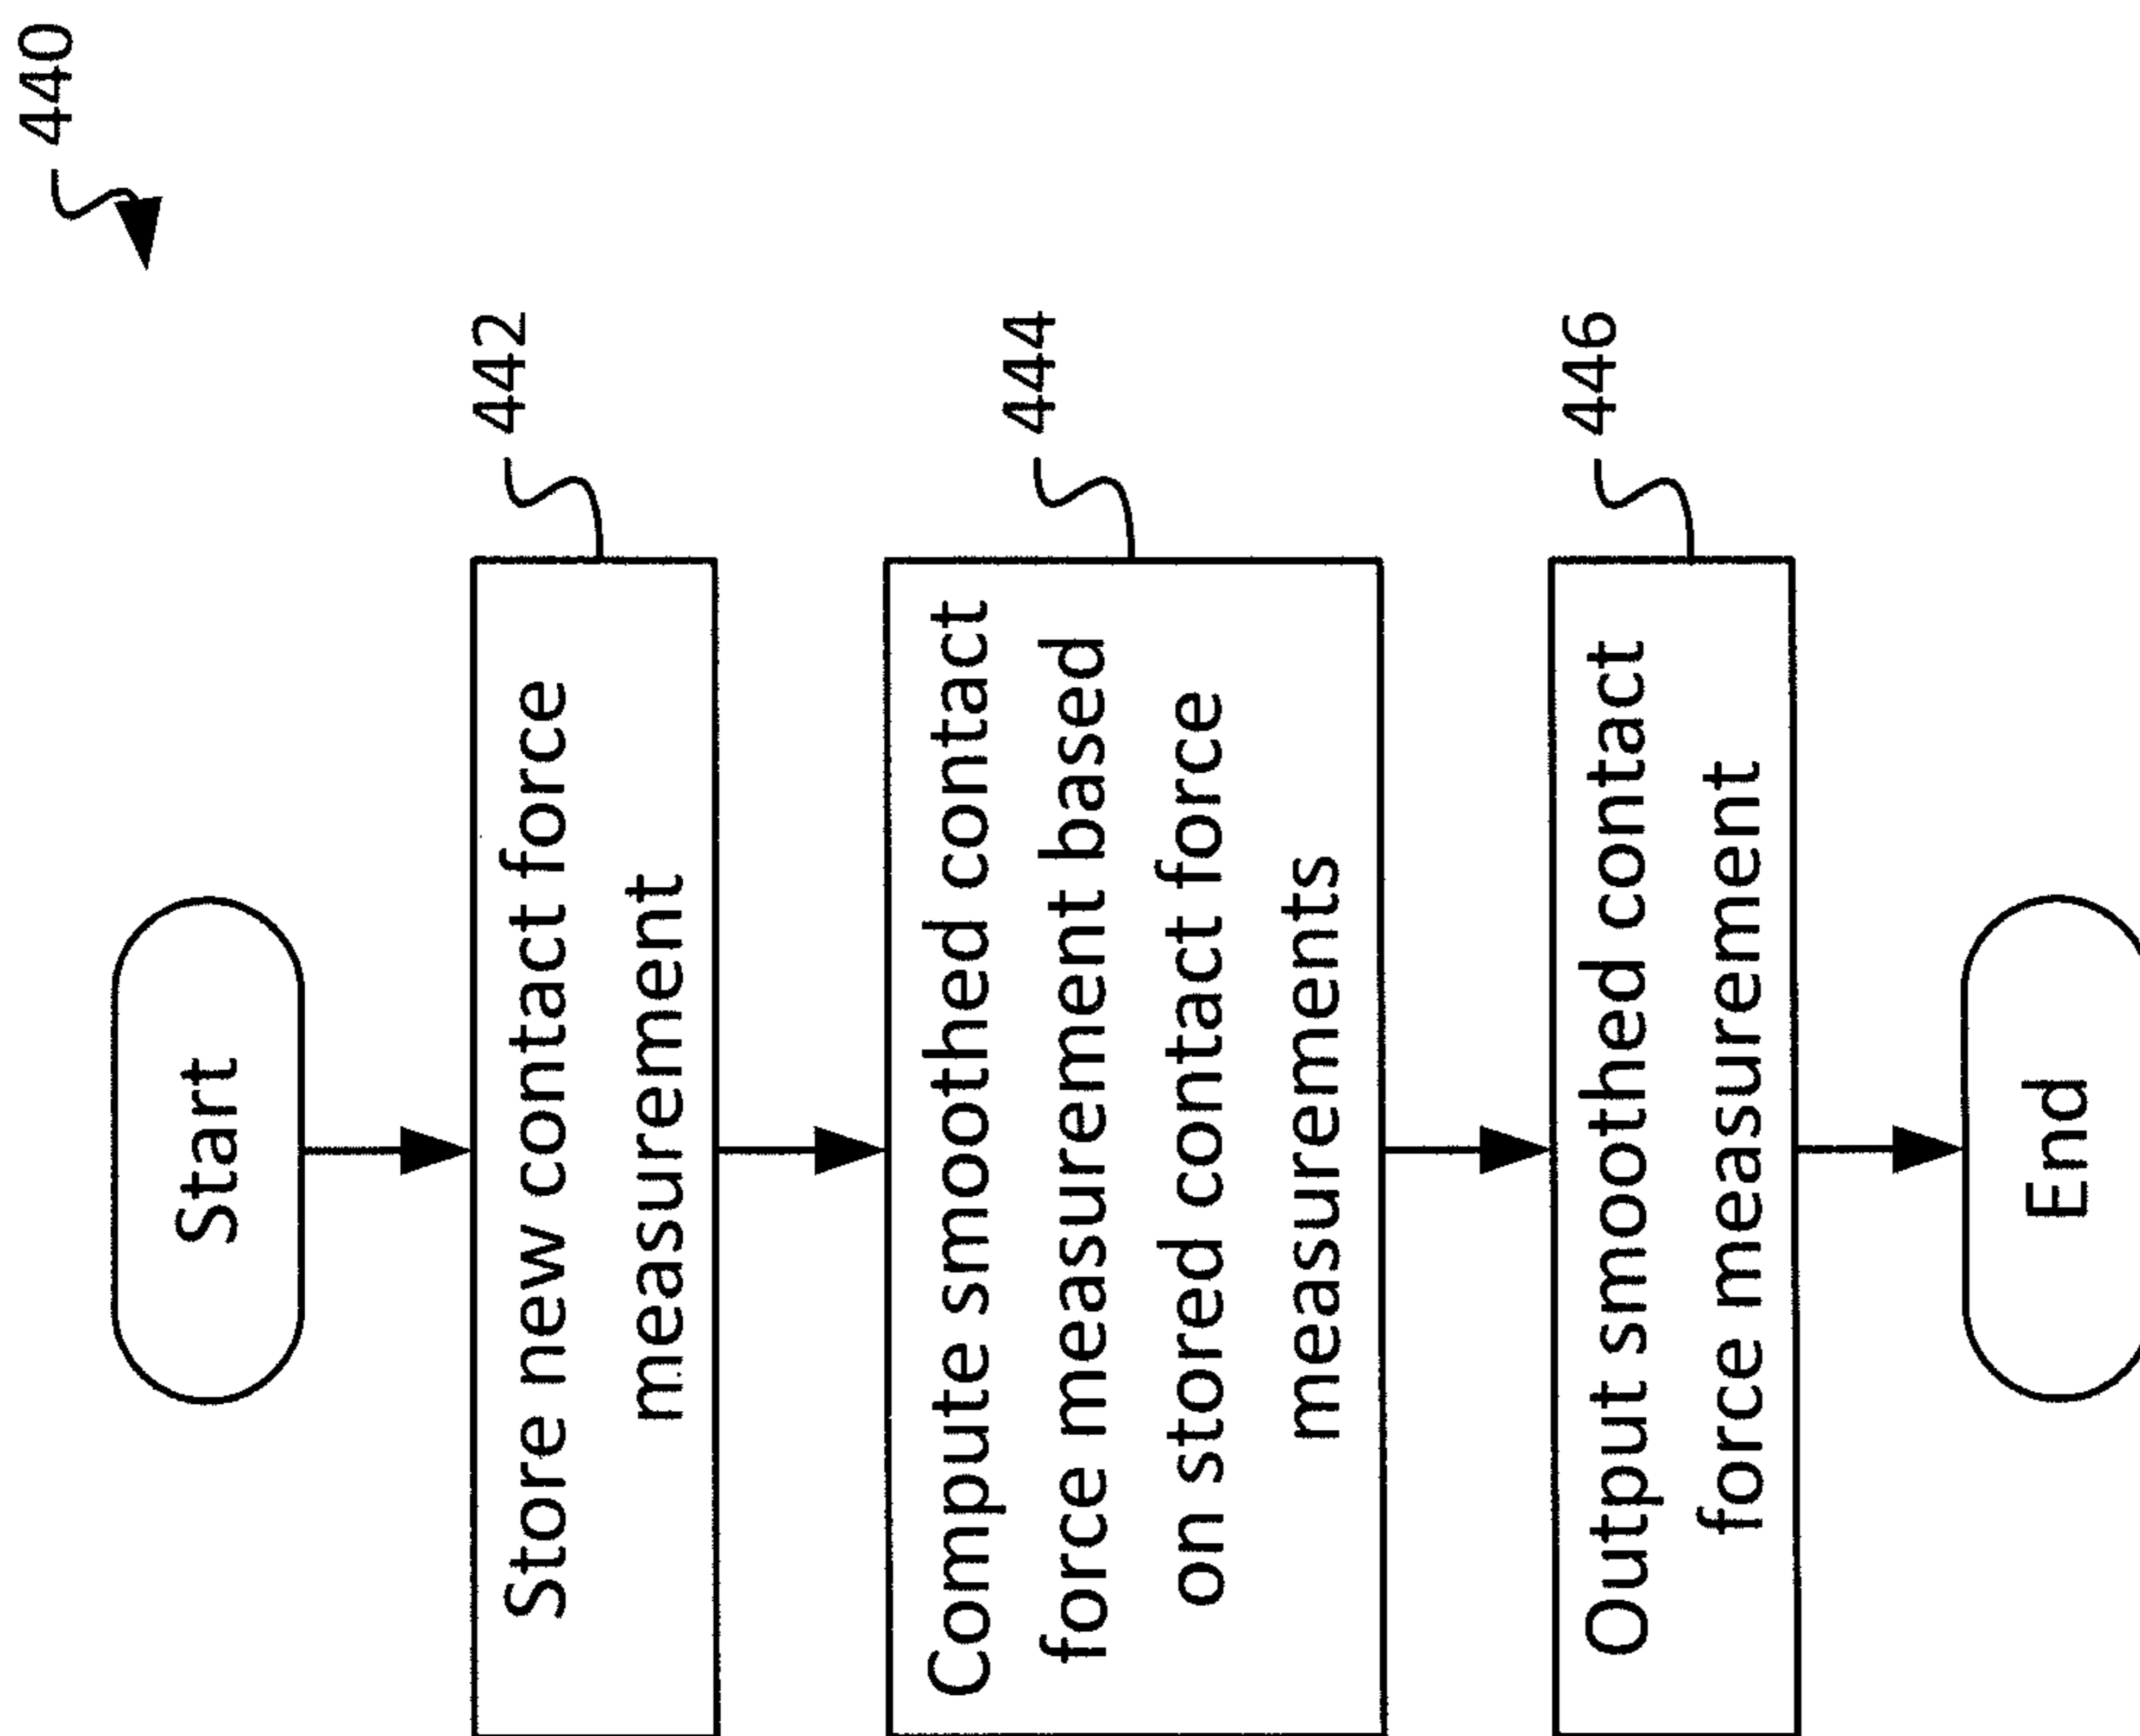 440
Start
Store new contact force
measurement
442
Compute smoothed contact
force measurement based
on stored contact force
measurements
444
Output smoothed contact
force measurement
446
End